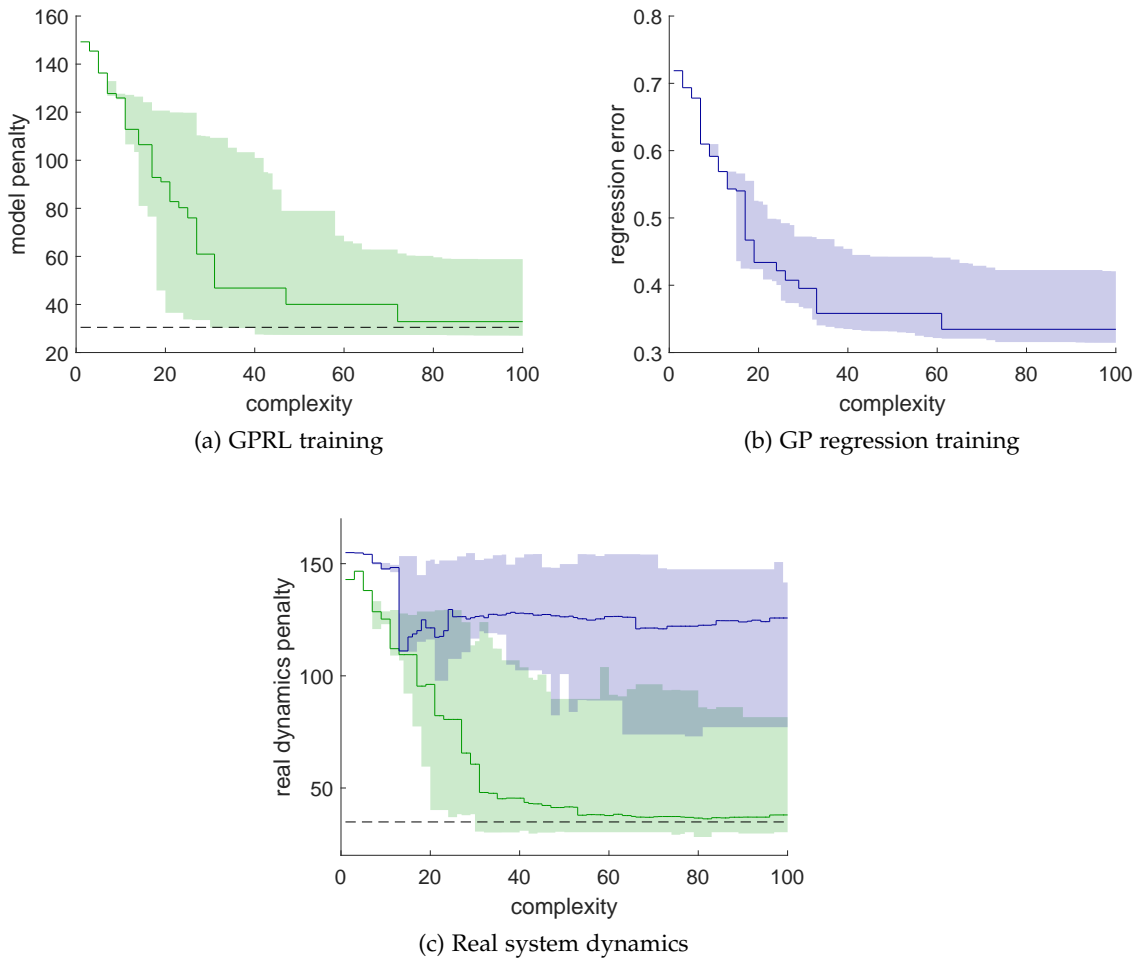 160
140
120
100
80
60
40
20
model penalty
0 20 40 60 80 100
complexity
(a) GPRL training
0.8
0.7
0.6
0.5
0.4
0.3
regression error
0 20 40 60 80 100
complexity
(b) GP regression training
150
100
50
real dynamics penalty
0 20 40 60 80 100
complexity
(c) Real system dynamics